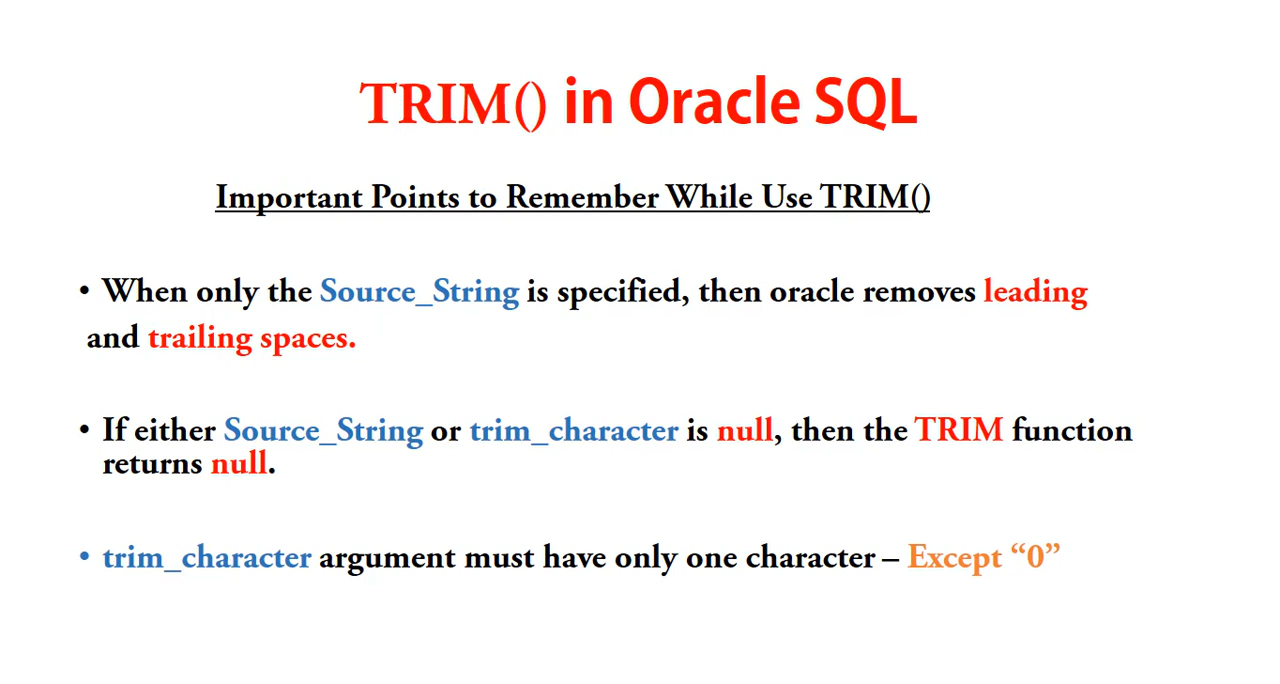 TRIM() in Oracle SQL
Important Points to Remember While Use TRIM()
• When only the Source_String is specified, then oracle removes leading
and trailing spaces.
• If either Source_String or trim_character is null, then the TRIM function
returns null.
• trim_character argument must have only one character – Except “0”